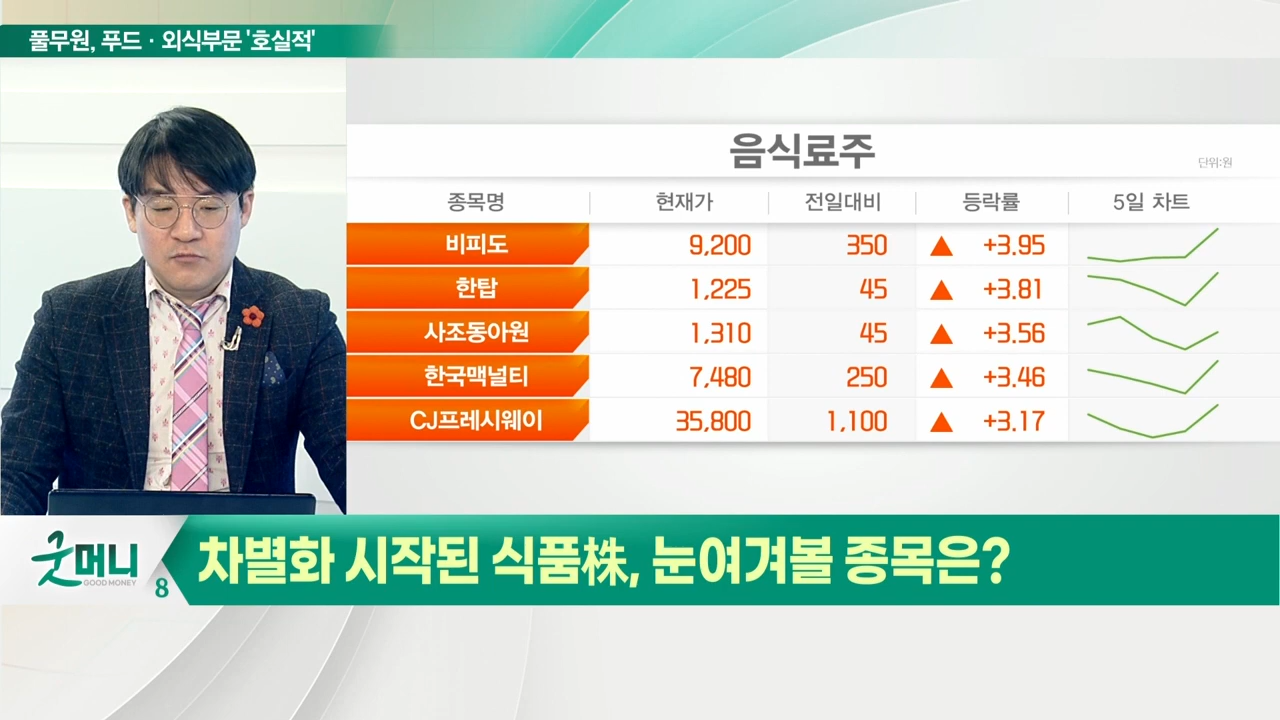 풀무원, 푸드·외식부문 '호실적'
음식료주
단위:원
종목명 현재가 전일대비 등락률 5일 차트
비피도 9,200 350 ▲ +3.95
한탑 1,225 45 ▲ +3.81
사조동아원 1,310 45 ▲ +3.56
한국맥널티 7,480 250 ▲ +3.46
CJ프레시웨이 35,800 1,100 ▲ +3.17
굿머니
GOOD MONEY
8
차별화 시작된 식품株, 눈여겨볼 종목은?